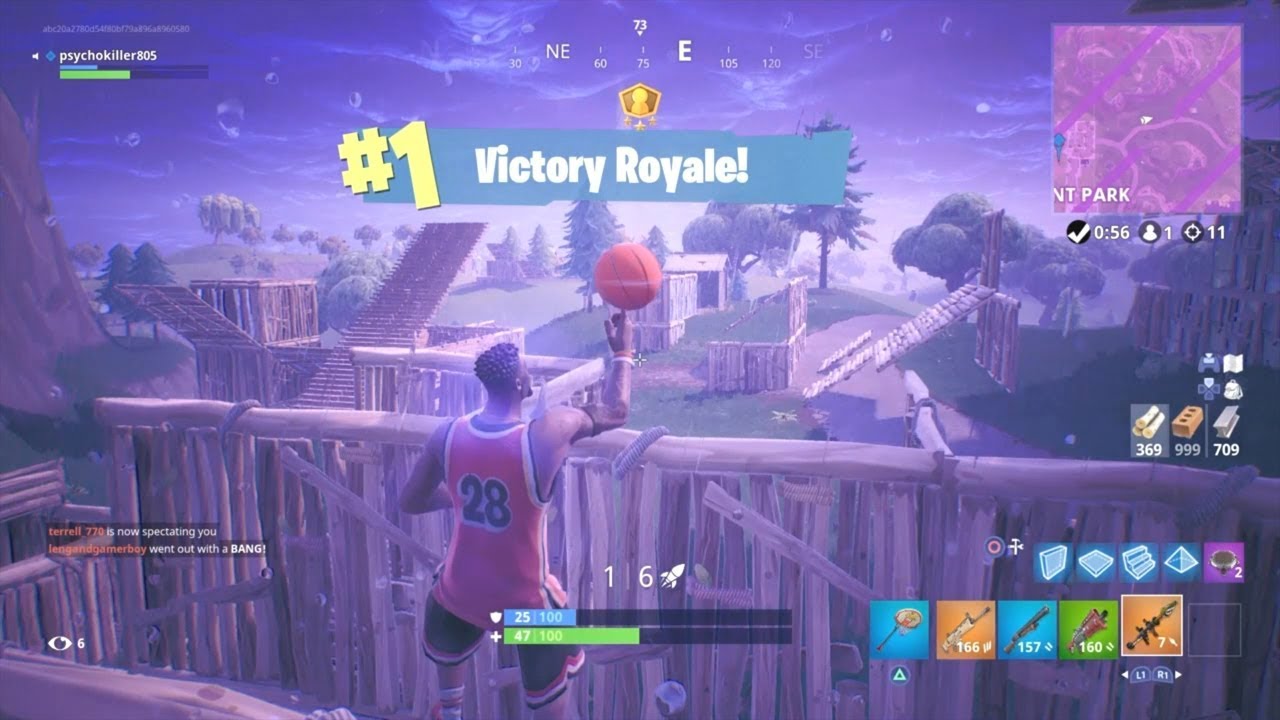 abc20a2780d54f80bf79a896a8960580
psychokiller805
73
30 NE 60 75 E 105 120 SE
#1 Victory Royale!
NT PARK
0:56 1 11
369 999 709
terrell_770 is now spectating you
lengandgamerboy went out with a BANG!
1 6
2
25 100
47 100
166 157 160 7
6
L1 R1